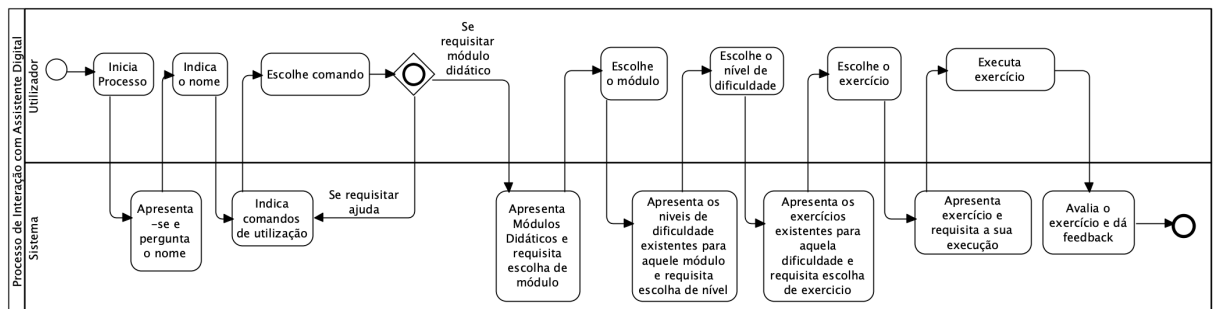 Processo de Interação com Assistente Digital
Utilizador
Inicia
Processo
Indica
o nome
Escolhe comando
Se
requisitar
módulo
didático
Escolhe
o módulo
Escolhe o
nível de
dificuldade
Escolhe o
exercício
Executa
exercício
Sistema
Apresenta
-se e
pergunta
o nome
Indica
comandos
de utilização
Se requisitar
ajuda
Apresenta
Módulos
Didáticos e
requisita
escolha de
módulo
Apresenta os
niveis de
dificuldade
existentes para
aquele módulo
e requisita
escolha de nível
Apresenta os
exercícios
existentes para
aquela
dificuldade e
requisita escolha
de exercicio
Apresenta
exercício e
requisita a sua
execução
Avalia o
exercício e dá
feedback